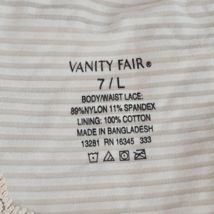 VANITY FAIR®
7/L
BODY/WAIST LACE:
89%NYLON 11% SPANDEX
LINING: 100% COTTON
MADE IN BANGLADESH
13281 RN 16345 333